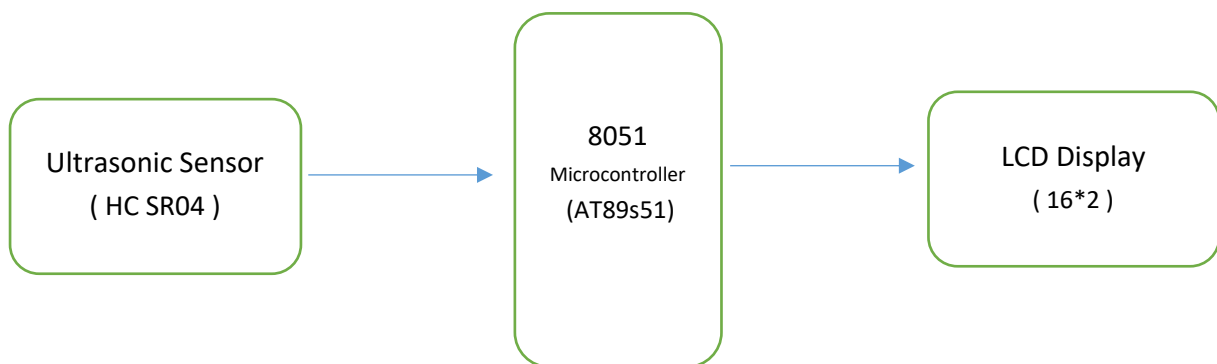 Ultrasonic Sensor
( HC SR04 )
8051
Microcontroller
(AT89s51)
LCD Display
( 16*2 )